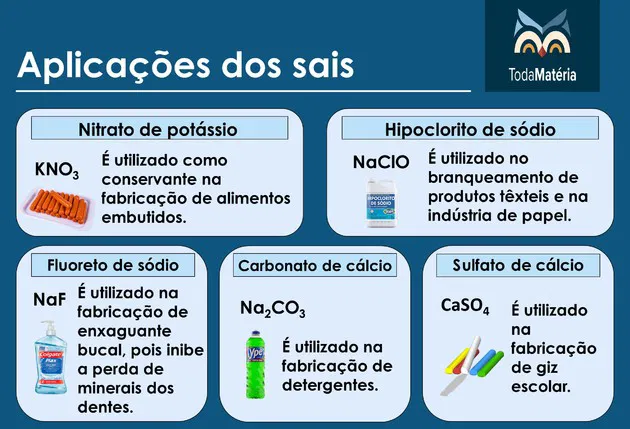 Aplicações dos sais
TodaMatéria
Nitrato de potássio
KNO₃
É utilizado como
conservante na
fabricação de alimentos
embutidos.
Hipoclorito de sódio
NaClO
É utilizado no
branqueamento de
produtos têxteis e na
indústria de papel.
HIPOCLORITO
DE SÓDIO
Fluoreto de sódio
NaF
É utilizado na
fabricação de
enxaguante
bucal, pois inibe
a perda de
minerais dos
dentes.
Colgate
Plax
Carbonato de cálcio
Na₂CO₃
É utilizado na
fabricação de
detergentes.
Ypê
Sulfato de cálcio
CaSO₄
É utilizado
na
fabricação
de giz
escolar.